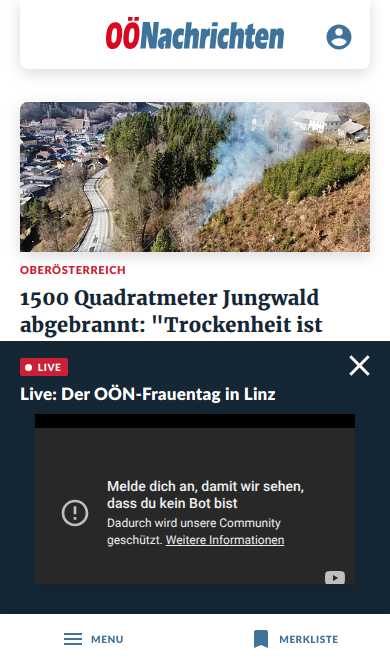 OÖNachrichten
OBERÖSTERREICH
1500 Quadratmeter Jungwald
abgebrannt: "Trockenheit ist
LIVE
Live: Der OÖN-Frauentag in Linz
Melde dich an, damit wir sehen,
dass du kein Bot bist
Dadurch wird unsere Community
geschützt. Weitere Informationen
MENU
MERKLISTE